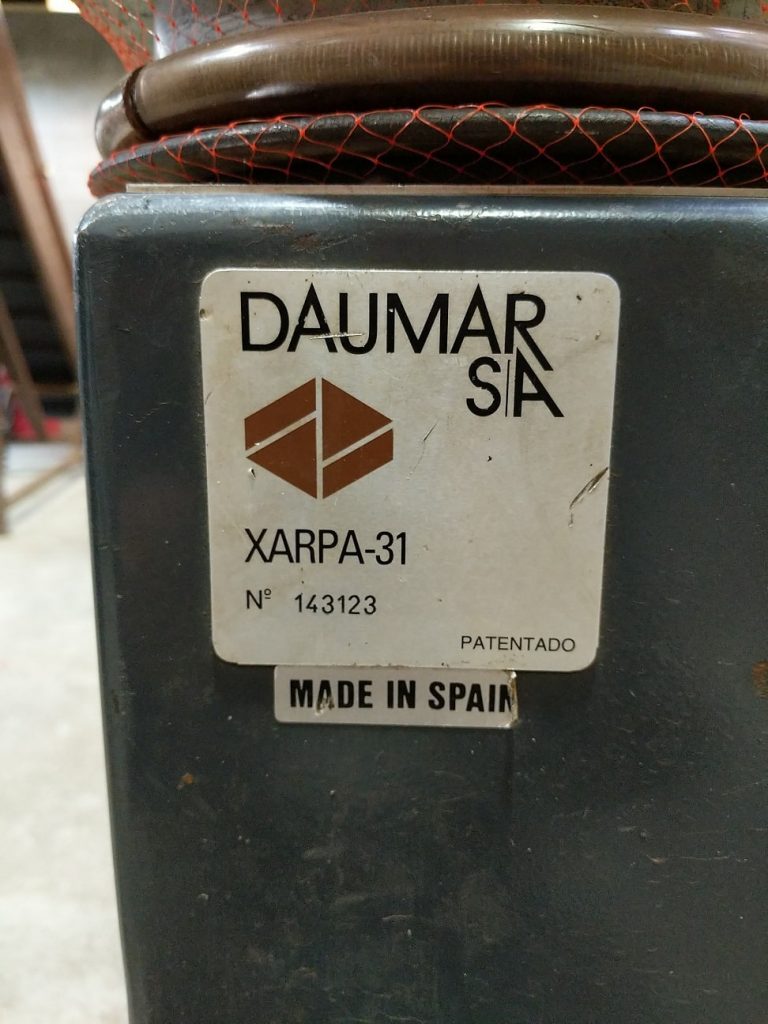 DAUMAR
S/A
XARPA-31
Nº 143123
PATENTADO
MADE IN SPAIN